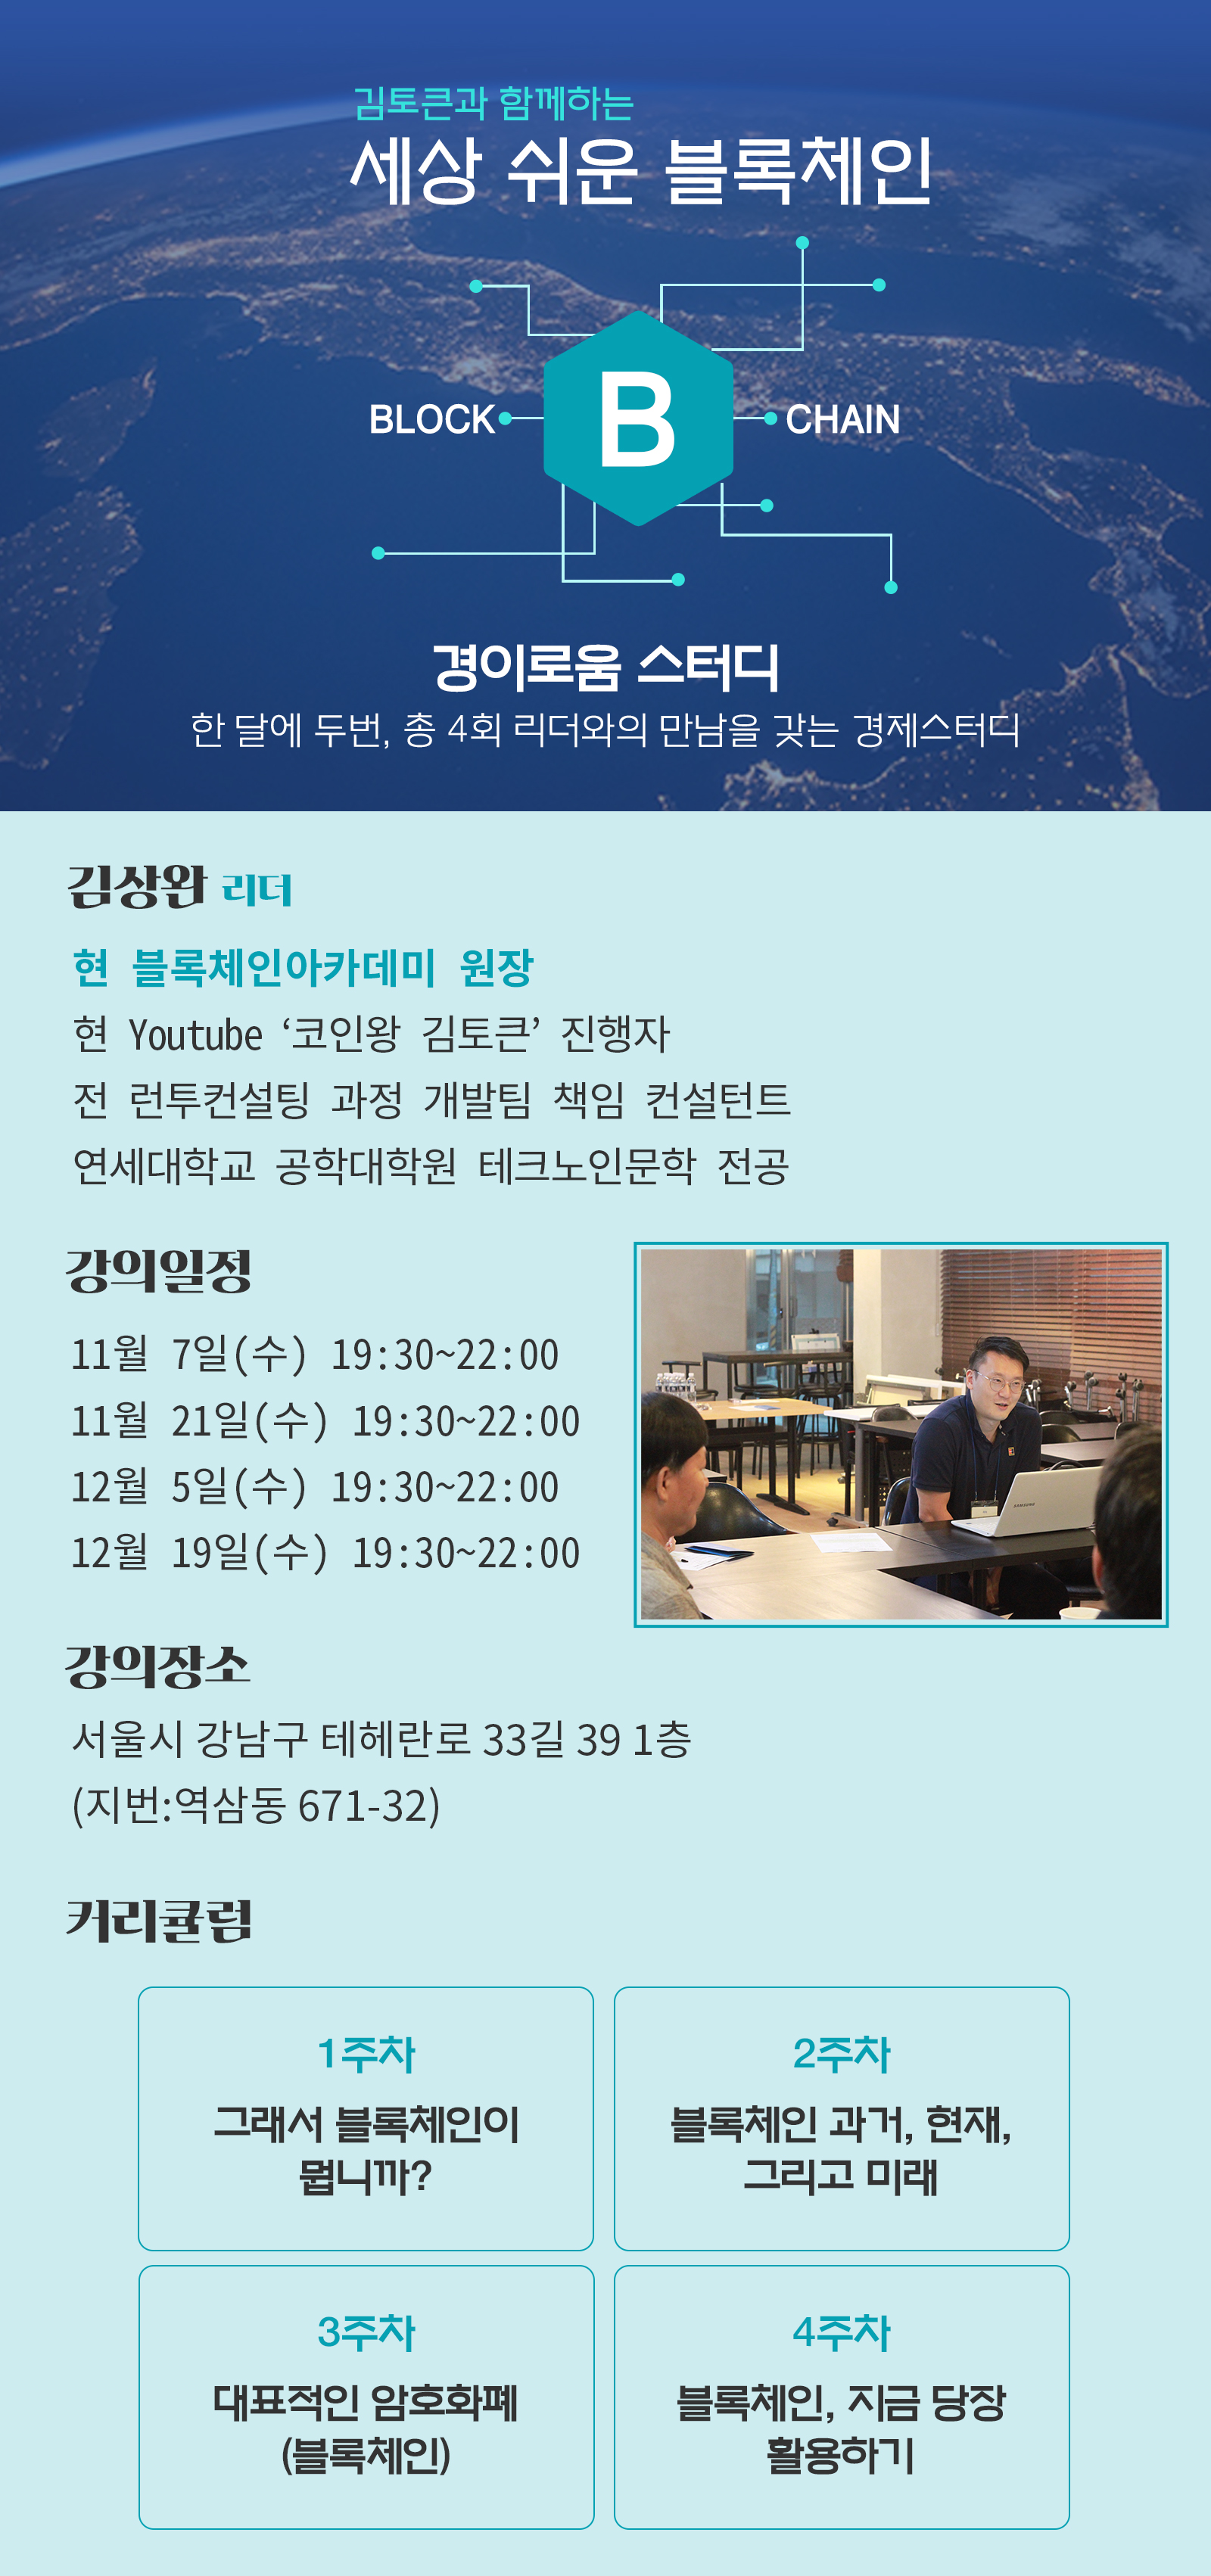 김토큰과 함께하는
세상 쉬운 블록체인
BLOCK B CHAIN
경이로움 스터디
한 달에 두번, 총 4회 리더와의 만남을 갖는 경제스터디
김상완 리더
현 블록체인아카데미 원장
현 Youtube ‘코인왕 김토큰’ 진행자
전 런투컨설팅 과정 개발팀 책임 컨설턴트
연세대학교 공학대학원 테크노인문학 전공
강의일정
11월 7일(수) 19:30~22:00
11월 21일(수) 19:30~22:00
12월 5일(수) 19:30~22:00
12월 19일(수) 19:30~22:00
SAMSUNG
강의장소
서울시 강남구 테헤란로 33길 39 1층
(지번:역삼동 671-32)
커리큘럼
1주차
그래서 블록체인이
뭡니까?
2주차
블록체인 과거, 현재,
그리고 미래
3주차
대표적인 암호화폐
(블록체인)
4주차
블록체인, 지금 당장
활용하기